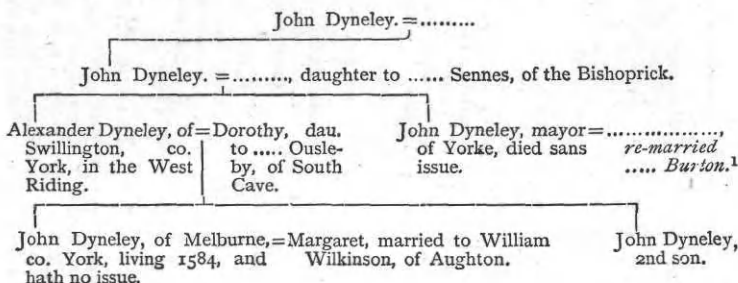 John Dyneley. = .........
John Dyneley. = ........., daughter to ...... Sennes, of the Bishoprick.
Alexander Dyneley, of = Dorothy, dau.
Swillington, co.
York, in the West
Riding.
to ..... Ousle-
by, of South
Cave.
John Dyneley, mayor = ..................,
of Yorke, died sans
issue.
re-married
..... Burton.¹
John Dyneley, of Melburne, = Margaret, married to William
co. York, living 1584, and
hath no issue.
Wilkinson, of Aughton.
John Dyneley,
2nd son.